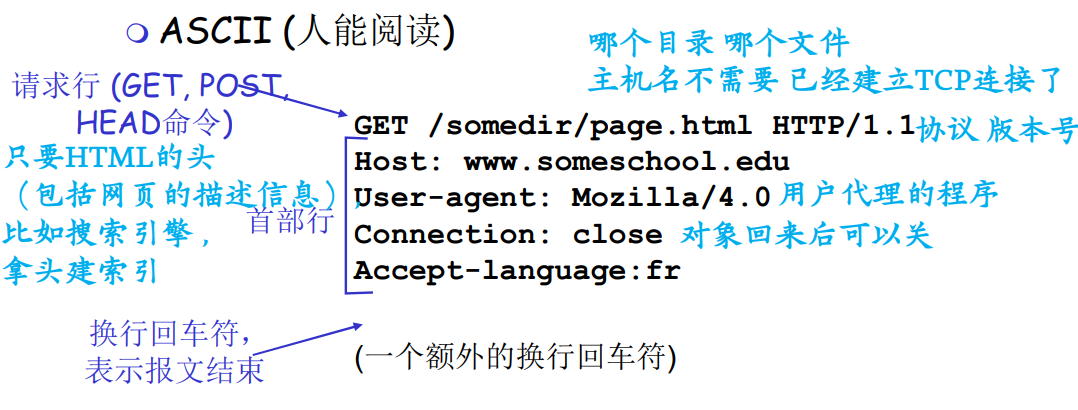 ASCII (人能阅读)
哪个目录 哪个文件
主机名不需要 已经建立TCP连接了
请求行 (GET, POST,
HEAD命令)
GET /somedir/page.html HTTP/1.1协议 版本号
只要HTML的头
Host: www.someschool.edu
（包括网页的描述信息），
User-agent: Mozilla/4.0 用户代理的程序
首部行
比如搜索引擎，
Connection: close 对象回来后可以关
拿头建索引
Accept-language:fr
换行回车符，
表示报文结束
(一个额外的换行回车符)